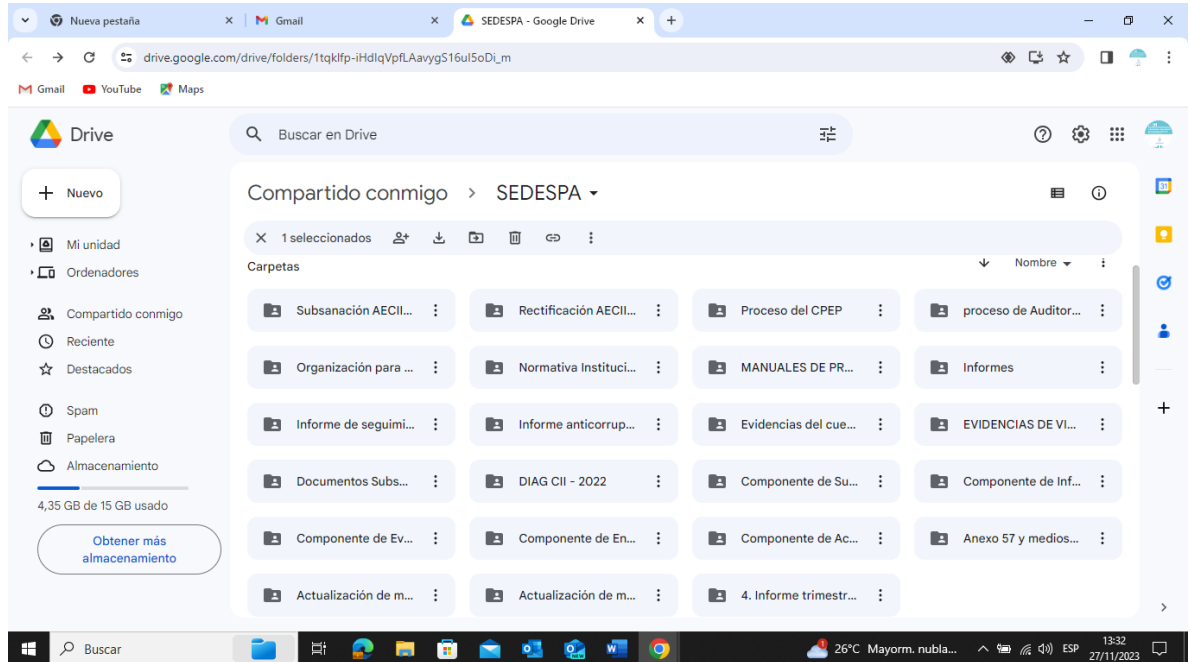 Nueva pestaña
Gmail
SEDESPA - Google Drive
drive.google.com/drive/folders/1tqklfp-iHdIqVpfLAavygS16ul5oDi_m
Gmail YouTube Maps
Drive
Buscar en Drive
Nuevo
Compartido conmigo > SEDESPA
Mi unidad
Ordenadores
Compartido conmigo
Reciente
Destacados
Spam
Papelera
Almacenamiento
4,35 GB de 15 GB usado
Obtener más
almacenamiento
1 seleccionados
Carpetas
Nombre
Subsanación AECII... Rectificación AECII... Proceso del CPEP proceso de Auditor...
Organización para ... Normativa Instituci... MANUALES DE PR... Informes
Informe de seguimi... Informe anticorrup... Evidencias del cue... EVIDENCIAS DE VI...
Documentos Subs... DIAG CII - 2022 Componente de Su... Componente de Inf...
Componente de Ev... Componente de En... Componente de Ac... Anexo 57 y medios...
Actualización de m... Actualización de m... 4. Informe trimestr...
31
Buscar
26°C Mayorm. nubla... ESP
13:32
27/11/2023